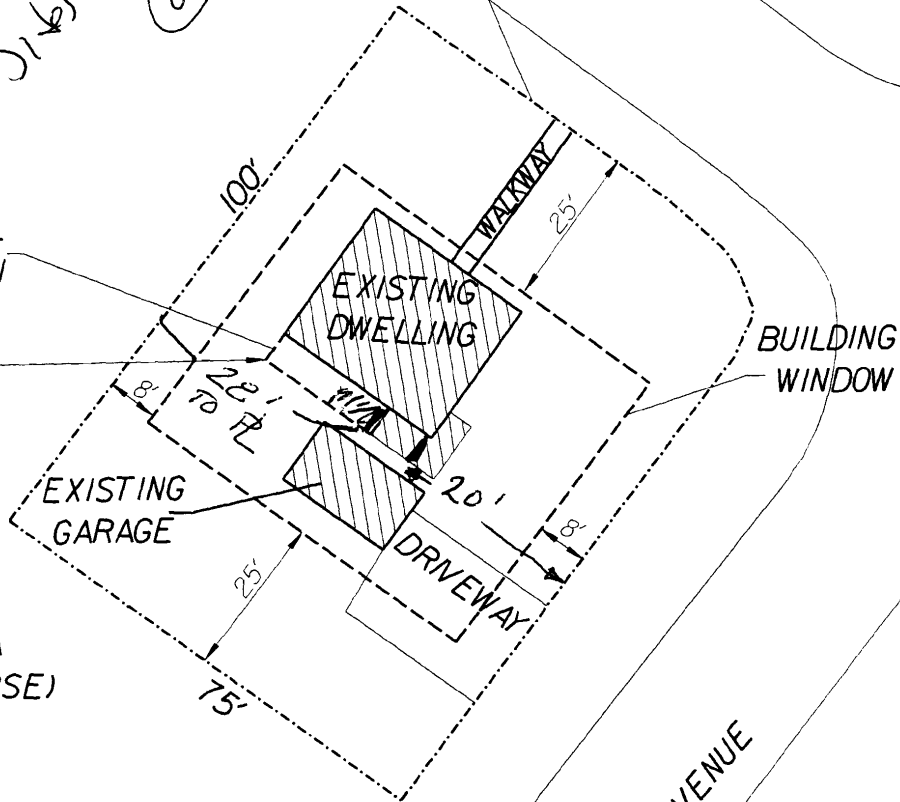 100'
WALKWAY
25'
EXISTING
DWELLING
BUILDING
WINDOW
8'
28'
TO PL
EXISTING
GARAGE
20'
8'
DRIVEWAY
25'
75'
SE)
VENUE